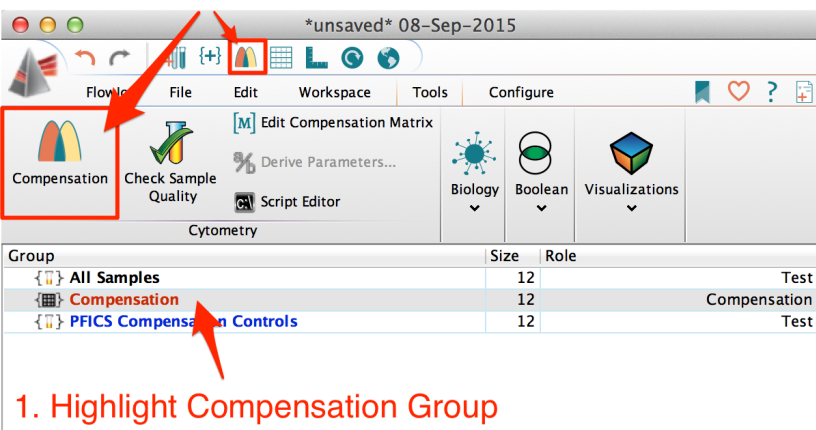 *unsaved* 08-Sep-2015
{+}
File Edit Workspace Tools Configure
?
[M] Edit Compensation Matrix
Compensation
Check Sample Quality
% Derive Parameters...
C:\ Script Editor
Biology
Boolean
Visualizations
Cytometry
Group Size Role
All Samples 12 Test
Compensation 12 Compensation
PFICS Controls 12 Test
1. Highlight Compensation Group